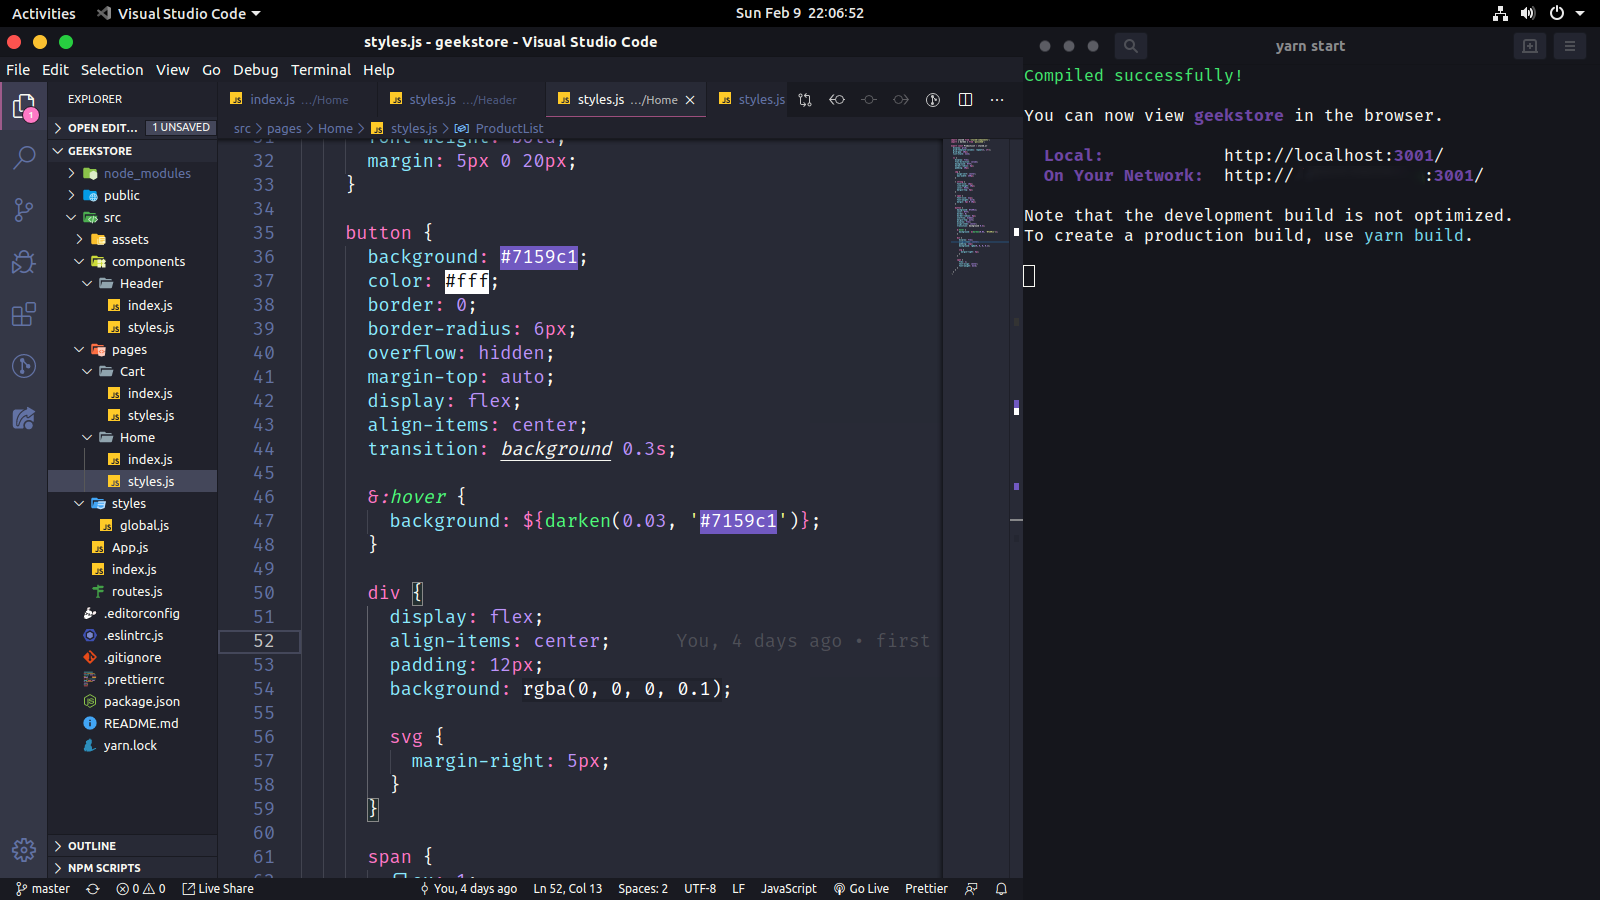 Activities
Visual Studio Code
Sun Feb 9 22:06:52
styles.js - geekstore - Visual Studio Code
File Edit Selection View Go Debug Terminal Help
EXPLORER
OPEN EDIT... 1 UNSAVED
GEEKSTORE
node_modules
public
src
assets
components
Header
index.js
styles.js
pages
Cart
index.js
styles.js
Home
index.js
styles.js
styles
global.js
App.js
index.js
routes.js
.editorconfig
.eslintrc.js
.gitignore
.prettierrc
package.json
README.md
yarn.lock
OUTLINE
NPM SCRIPTS
index.js .../Home
styles.js .../Header
styles.js .../Home
styles.js
src > pages > Home > styles.js > ProductList
31 font-weight: bold;
32 margin: 5px 0 20px;
33 }
34
35 button {
36 background: #7159c1;
37 color: #fff;
38 border: 0;
39 border-radius: 6px;
40 overflow: hidden;
41 margin-top: auto;
42 display: flex;
43 align-items: center;
44 transition: background 0.3s;
45
46 &:hover {
47 background: ${darken(0.03, '#7159c1')};
48 }
49
50 div {
51 display: flex;
52 align-items: center; You, 4 days ago • first
53 padding: 12px;
54 background: rgba(0, 0, 0, 0.1);
55
56 svg {
57 margin-right: 5px;
58 }
59 }
60
61 span {
yarn start
Compiled successfully!
You can now view geekstore in the browser.
Local: http://localhost:3001/
On Your Network: http:// :3001/
Note that the development build is not optimized.
To create a production build, use yarn build.
master
0 0
Live Share
You, 4 days ago
Ln 52, Col 13
Spaces: 2
UTF-8
LF
JavaScript
Go Live
Prettier